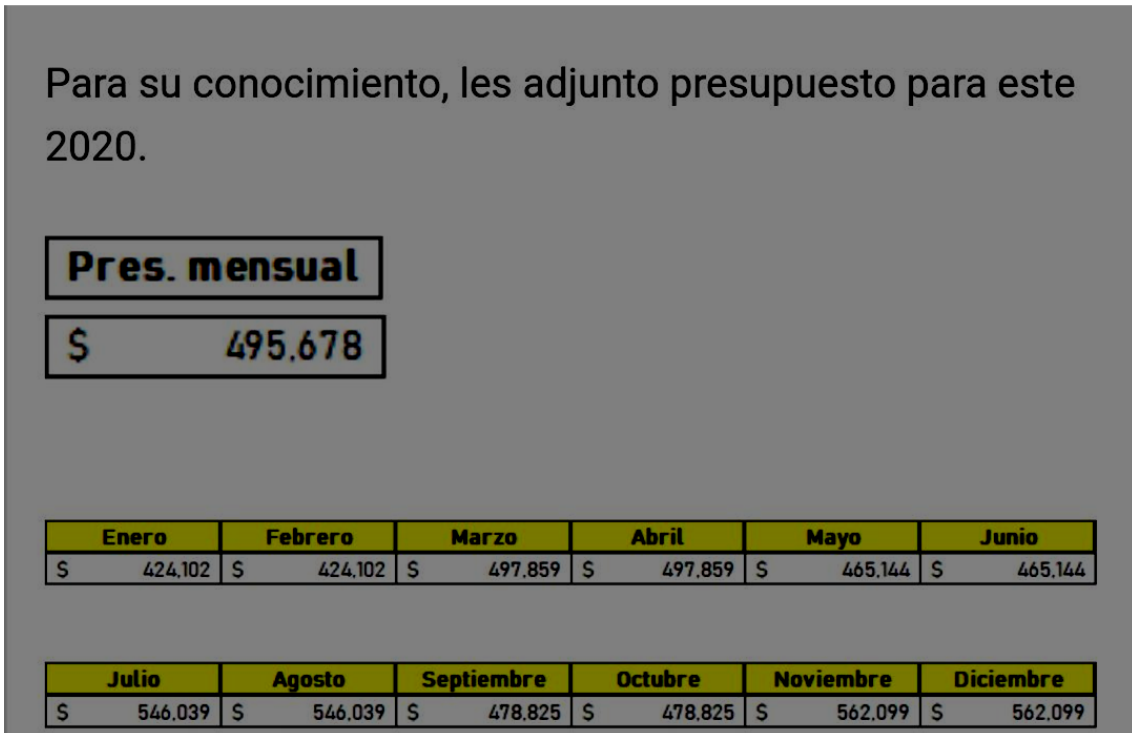 Para su conocimiento, les adjunto presupuesto para este
2020.
Pres. mensual
$ 495,678
Enero Febrero Marzo Abril Mayo Junio
$ 424,102 $ 424,102 $ 497,859 $ 497,859 $ 465,144 $ 465,144
Julio Agosto Septiembre Octubre Noviembre Diciembre
$ 546,039 $ 546,039 $ 478,825 $ 478,825 $ 562,099 $ 562,099